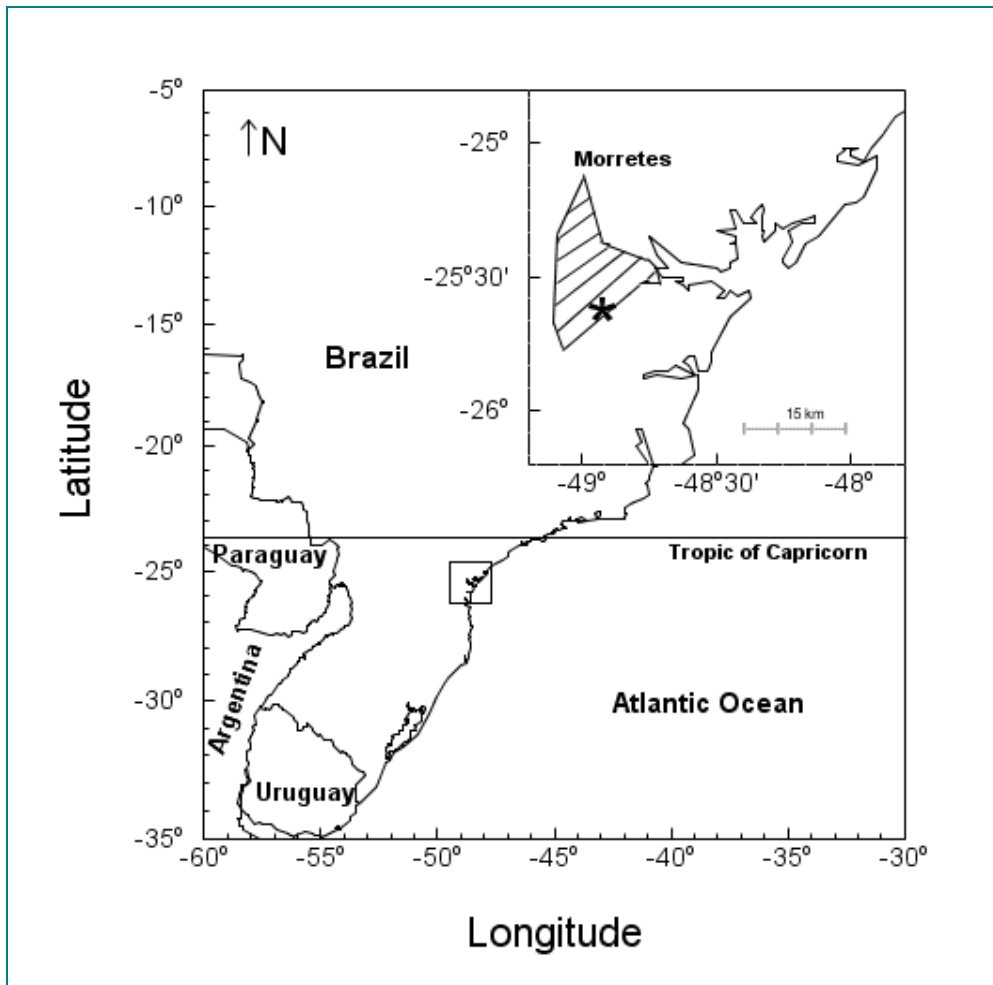 -5º
↑N
-25º
Morretes
-10º
-25º30'
-15º
Brazil
-26º
15 km
-20º
-49º
-48º30'
-48º
Latitude
Paraguay
Tropic of Capricorn
-25º
Argentina
-30º
Atlantic Ocean
Uruguay
-35º
-60º
-55º
-50º
-45º
-40º
-35º
-30º
Longitude